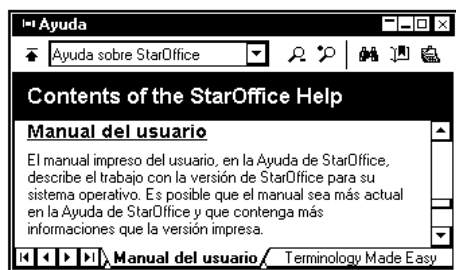 Ayuda
Ayuda sobre StarOffice
Contents of the StarOffice Help
Manual del usuario
El manual impreso del usuario, en la Ayuda de StarOffice,
describe el trabajo con la versión de StarOffice para su
sistema operativo. Es posible que el manual sea más actual
en la Ayuda de StarOffice y que contenga más
informaciones que la versión impresa.
Manual del usuario Terminology Made Easy